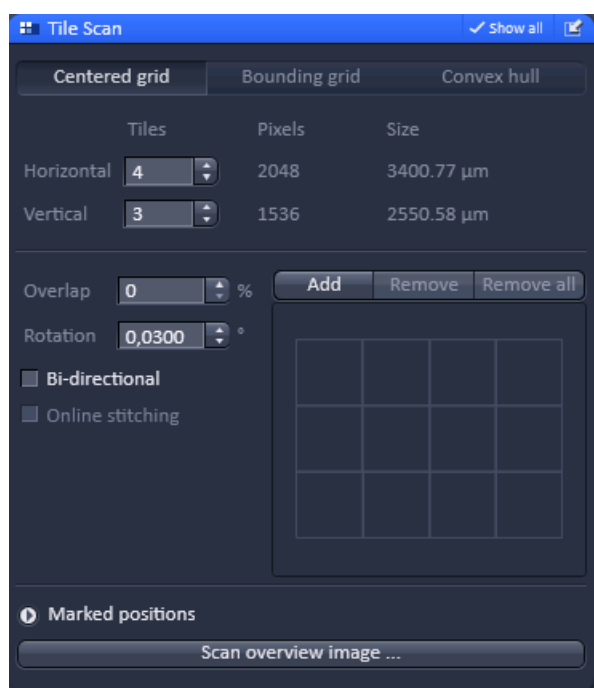 Tile Scan Show all
Centered grid Bounding grid Convex hull
Tiles Pixels Size
Horizontal 4 2048 3400.77 µm
Vertical 3 1536 2550.58 µm
Overlap 0 % Add Remove Remove all
Rotation 0,0300 °
Bi-directional
Online stitching
Marked positions
Scan overview image ...